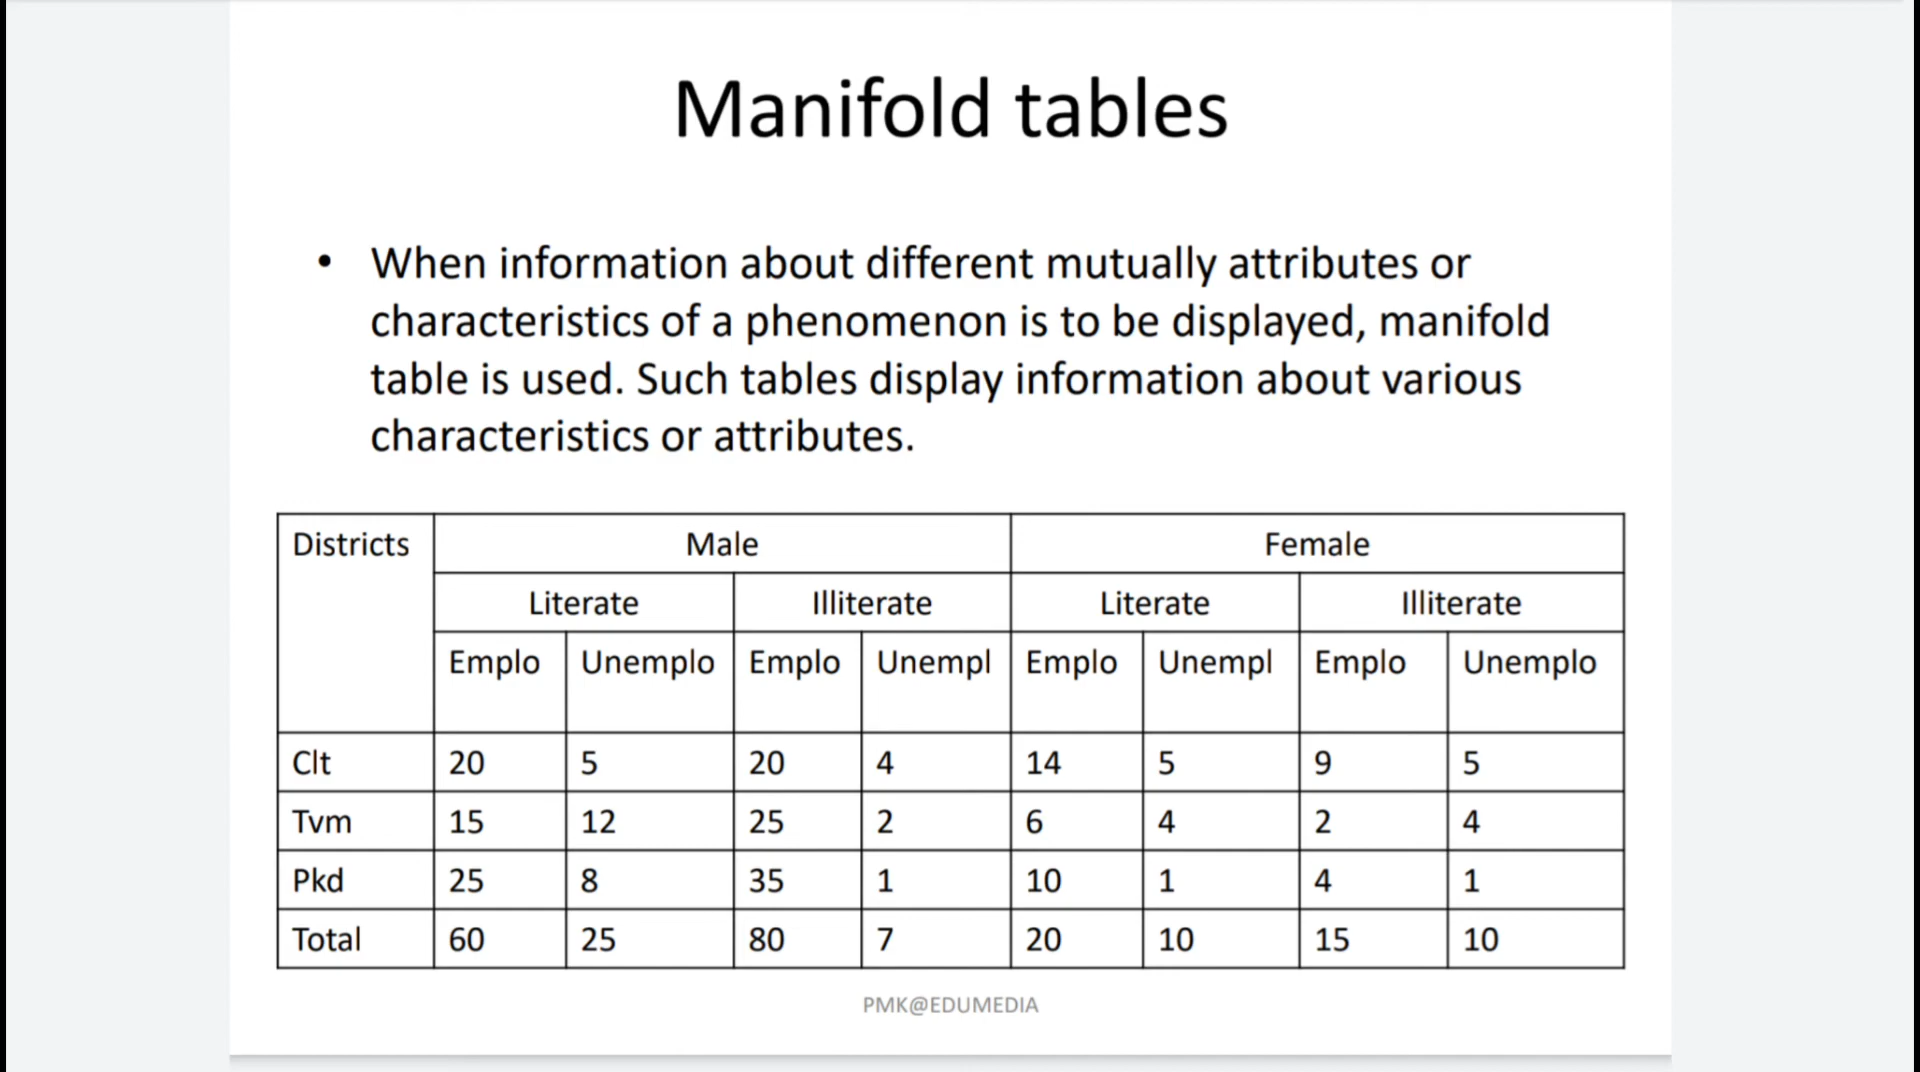 Manifold tables
• When information about different mutually attributes or
characteristics of a phenomenon is to be displayed, manifold
table is used. Such tables display information about various
characteristics or attributes.
Districts Male Female
Literate Illiterate Literate Illiterate
Emplo Unemplo Emplo Unempl Emplo Unempl Emplo Unemplo
Clt 20 5 20 4 14 5 9 5
Tvm 15 12 25 2 6 4 2 4
Pkd 25 8 35 1 10 1 4 1
Total 60 25 80 7 20 10 15 10
PMK@EDUMEDIA